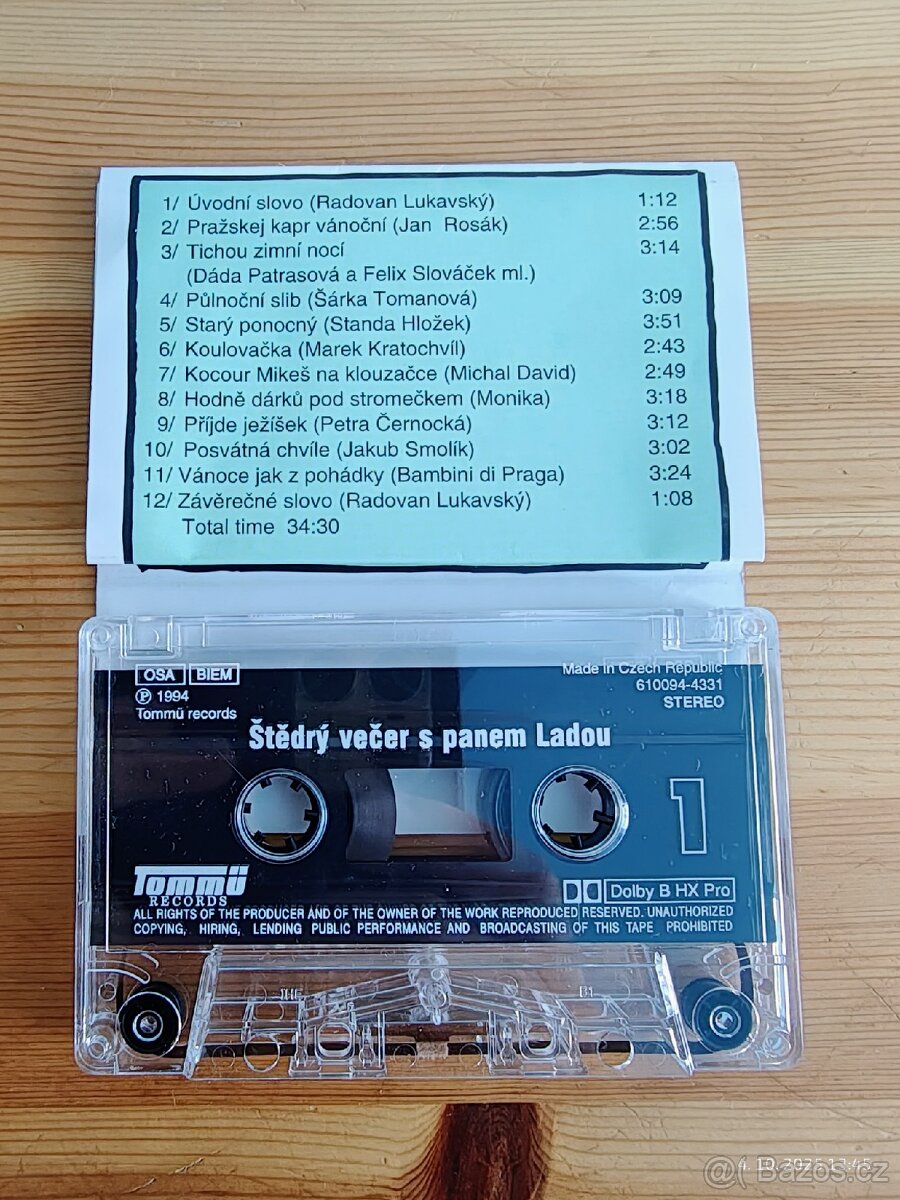 1/ Úvodní slovo (Radovan Lukavský) 1:12
2/ Pražskej kapr vánoční (Jan Rosák) 2:56
3/ Tichou zimní nocí 3:14
(Dáda Patrasová a Felix Slováček ml.)
4/ Půlnoční slib (Šárka Tomanová) 3:09
5/ Starý ponocný (Standa Hložek) 3:51
6/ Koulovačka (Marek Kratochvíl) 2:43
7/ Kocour Mikeš na klouzačce (Michal David) 2:49
8/ Hodně dárků pod stromečkem (Monika) 3:18
9/ Příjde ježíšek (Petra Černocká) 3:12
10/ Posvátná chvíle (Jakub Smolík) 3:02
11/ Vánoce jak z pohádky (Bambini di Praga) 3:24
12/ Závěrečné slovo (Radovan Lukavský) 1:08
Total time 34:30
OSA BIEM
Ⓟ 1994
Tommü records
Made in Czech Republic
610094-4331
STEREO
Štědrý večer s panem Ladou
1
Tommü
RECORDS
Dolby B HX Pro
ALL RIGHTS OF THE PRODUCER AND OF THE OWNER OF THE WORK REPRODUCED RESERVED. UNAUTHORIZED
COPYING, HIRING, LENDING PUBLIC PERFORMANCE AND BROADCASTING OF THIS TAPE PROHIBITED
4.10.2025
Bazoš.cz